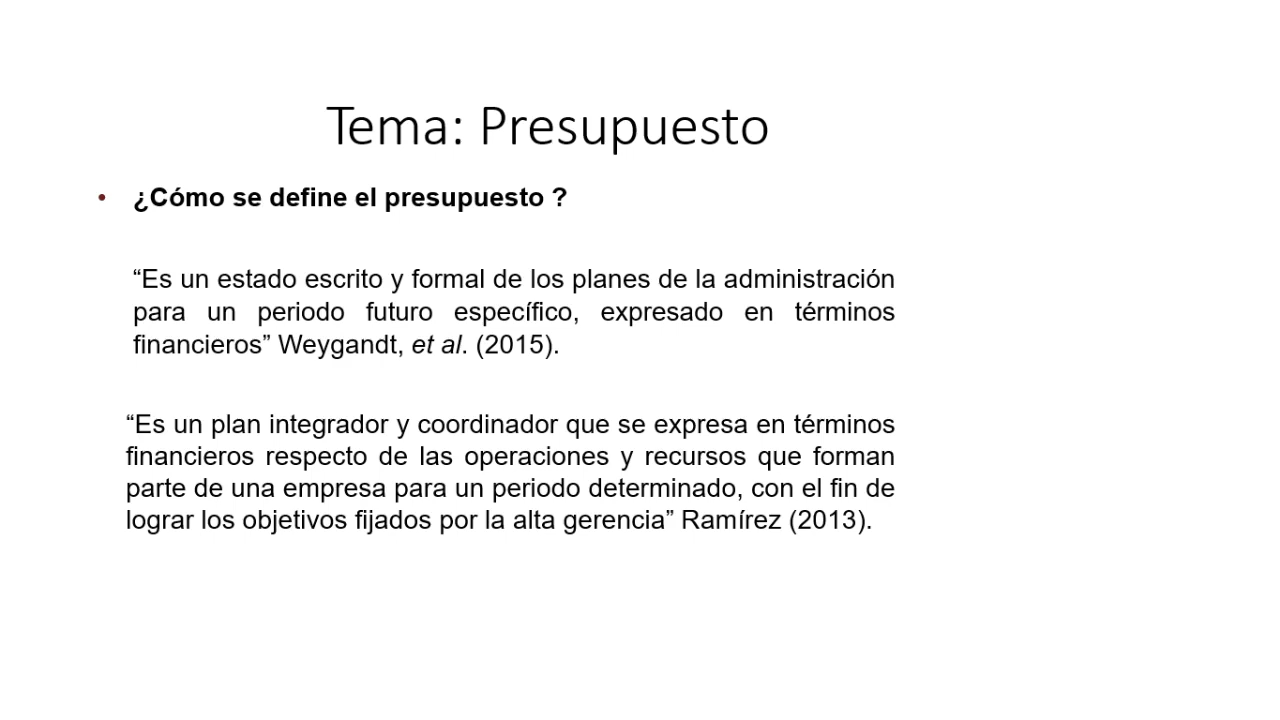 Tema: Presupuesto
• ¿Cómo se define el presupuesto ?
“Es un estado escrito y formal de los planes de la administración
para un periodo futuro específico, expresado en términos
financieros” Weygandt, et al. (2015).
“Es un plan integrador y coordinador que se expresa en términos
financieros respecto de las operaciones y recursos que forman
parte de una empresa para un periodo determinado, con el fin de
lograr los objetivos fijados por la alta gerencia” Ramírez (2013).